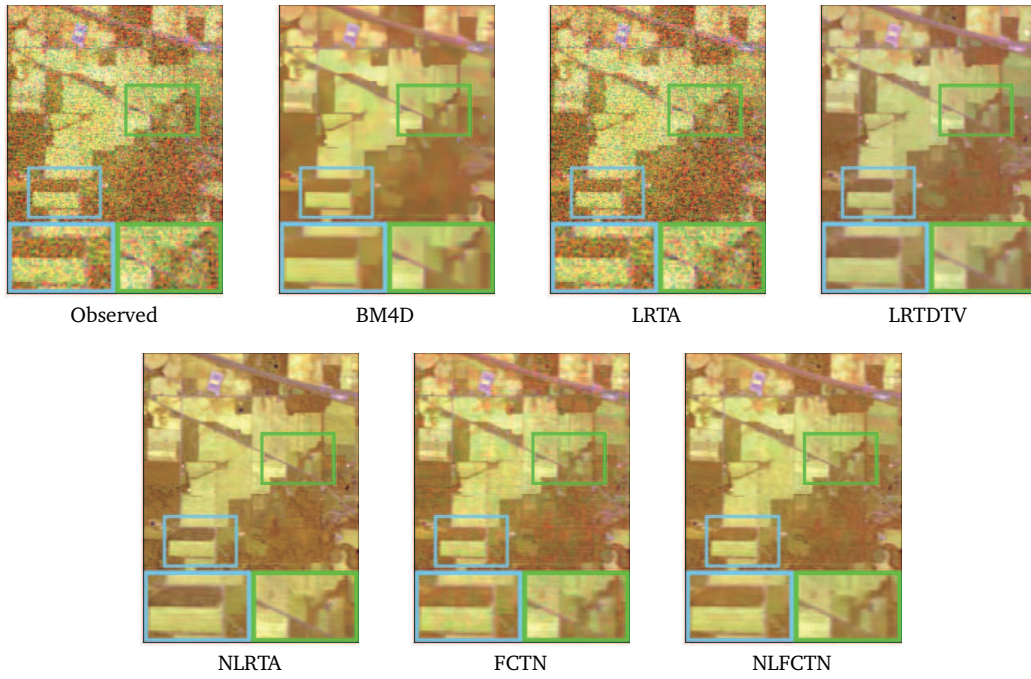 Observed
BM4D
LRTA
LRTDTV
NLRTA
FCTN
NLFCTN